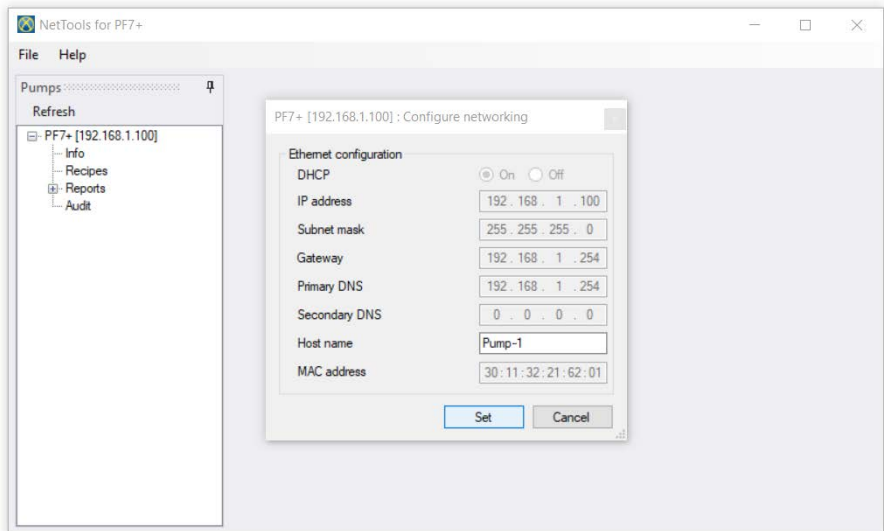 NetTools for PF7+
File Help
Pumps
Refresh
PF7+ [192.168.1.100]
Info
Recipes
Reports
Audit
PF7+ [192.168.1.100] : Configure networking
Ethernet configuration
DHCP On Off
IP address 192 . 168 . 1 . 100
Subnet mask 255 . 255 . 255 . 0
Gateway 192 . 168 . 1 . 254
Primary DNS 192 . 168 . 1 . 254
Secondary DNS 0 . 0 . 0 . 0
Host name Pump-1
MAC address 30 : 11 : 32 : 21 : 62 : 01
Set Cancel